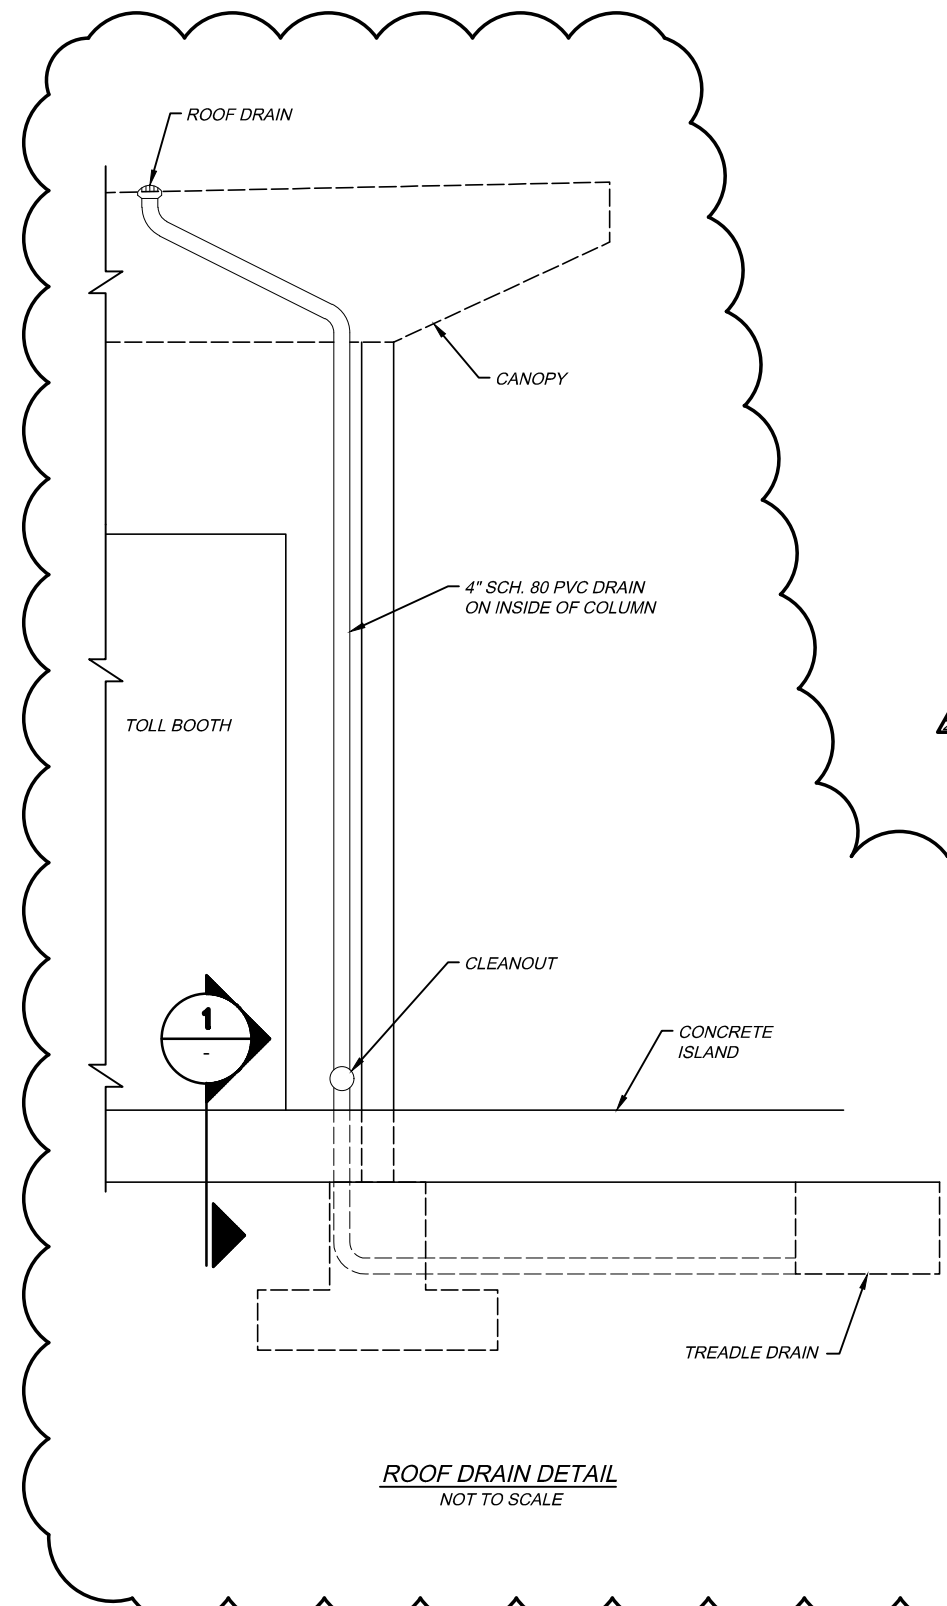 ROOF DRAIN
CANOPY
4" SCH. 80 PVC DRAIN
ON INSIDE OF COLUMN
TOLL BOOTH
CLEANOUT
1
-
CONCRETE
ISLAND
TREADLE DRAIN
ROOF DRAIN DETAIL
NOT TO SCALE